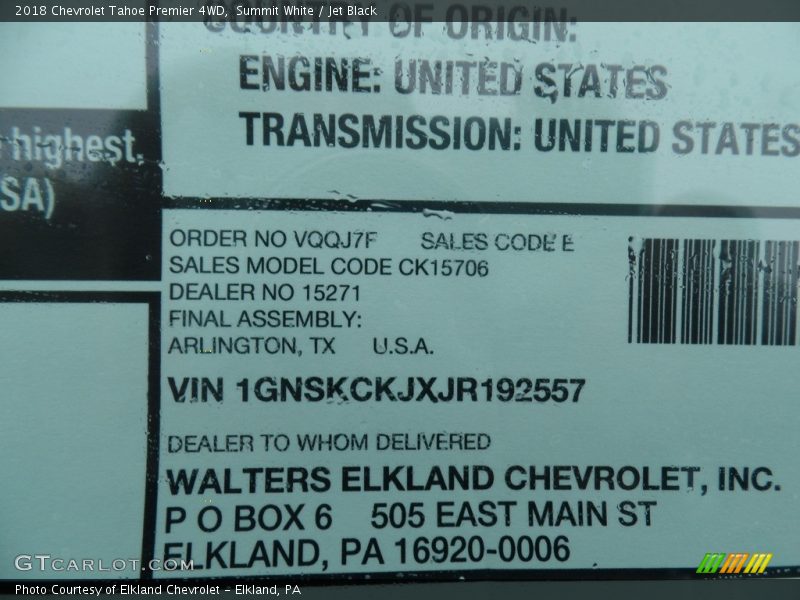 2018 Chevrolet Tahoe Premier 4WD, Summit White / Jet Black
COUNTRY OF ORIGIN:
ENGINE: UNITED STATES
TRANSMISSION: UNITED STATES
highest.
SA)
ORDER NO VQQJ7F SALES CODE E
SALES MODEL CODE CK15706
DEALER NO 15271
FINAL ASSEMBLY:
ARLINGTON, TX U.S.A.
VIN 1GNSKCKJXJR192557
DEALER TO WHOM DELIVERED
WALTERS ELKLAND CHEVROLET, INC.
P O BOX 6 505 EAST MAIN ST
ELKLAND, PA 16920-0006
GTCARLOT.COM
Photo Courtesy of Elkland Chevrolet - Elkland, PA